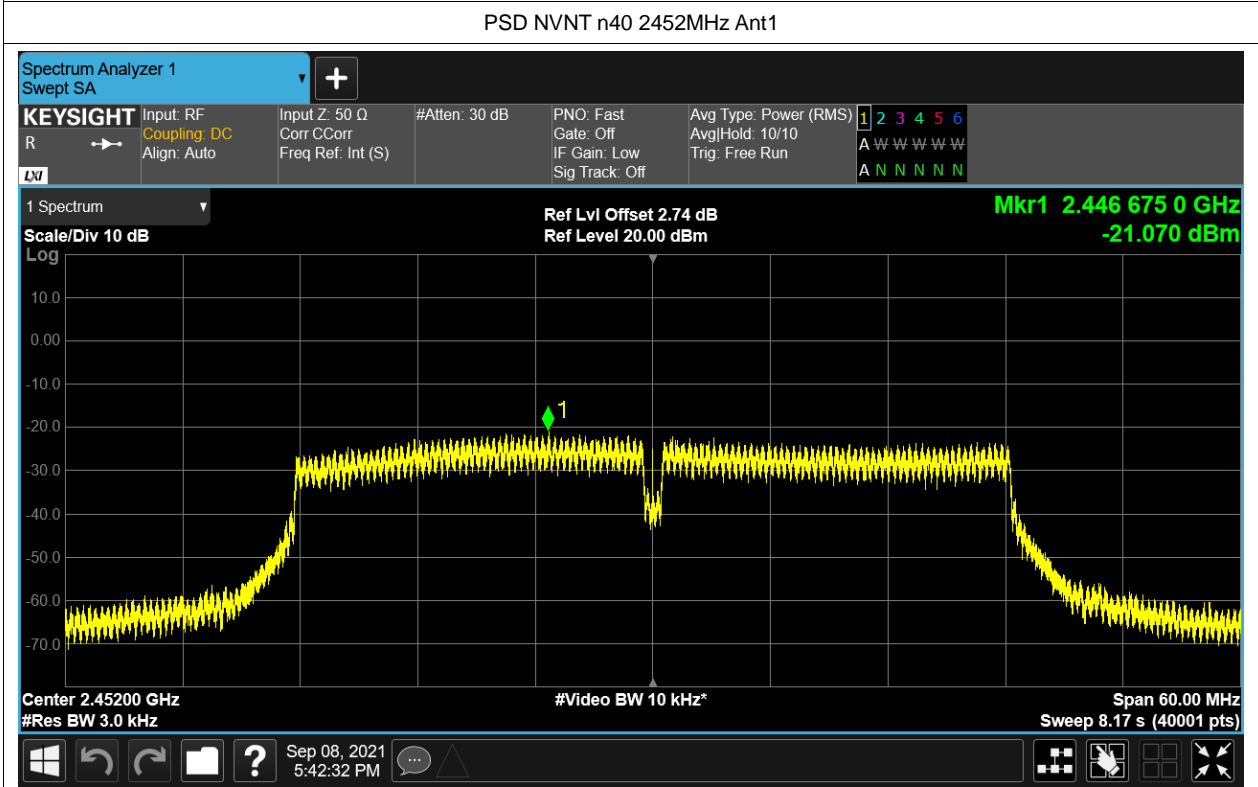 PSD NVNT n40 2452MHz Ant1
Spectrum Analyzer 1
Swept SA
KEYSIGHT
R
LXI
Input: RF
Coupling: DC
Align: Auto
Input Z: 50 Ω
Corr CCorr
Freq Ref: Int (S)
#Atten: 30 dB
PNO: Fast
Gate: Off
IF Gain: Low
Sig Track: Off
Avg Type: Power (RMS)
Avg|Hold: 10/10
Trig: Free Run
1 2 3 4 5 6
A W W W W W
A N N N N N
1 Spectrum
Scale/Div 10 dB
Log
Ref Lvl Offset 2.74 dB
Ref Level 20.00 dBm
Mkr1 2.446 675 0 GHz
-21.070 dBm
10.0
0.00
-10.0
-20.0
-30.0
-40.0
-50.0
-60.0
-70.0
1
Center 2.45200 GHz
#Res BW 3.0 kHz
#Video BW 10 kHz*
Span 60.00 MHz
Sweep 8.17 s (40001 pts)
?
Sep 08, 2021
5:42:32 PM